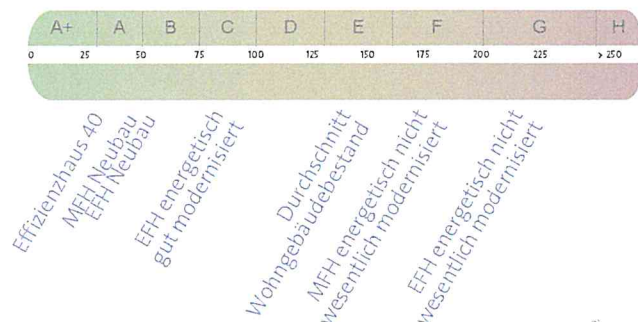 A+ A B C D E F G H
0 25 50 75 100 125 150 175 200 225 > 250
Effizienzhaus 40
MFH Neubau
EFH Neubau
EFH energetisch
gut modernisiert
Durchschnitt
Wohngebäudebestand
MFH energetisch nicht
wesentlich modernisiert
EFH energetisch nicht
wesentlich modernisiert